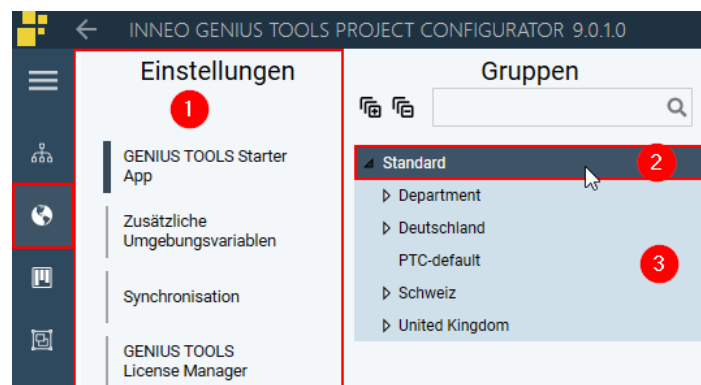 INNEO GENIUS TOOLS PROJECT CONFIGURATOR 9.0.1.0
Einstellungen
1
GENIUS TOOLS Starter
App
Zusätzliche
Umgebungsvariablen
Synchronisation
GENIUS TOOLS
License Manager
Gruppen
Standard
2
Department
Deutschland
PTC-default
3
Schweiz
United Kingdom